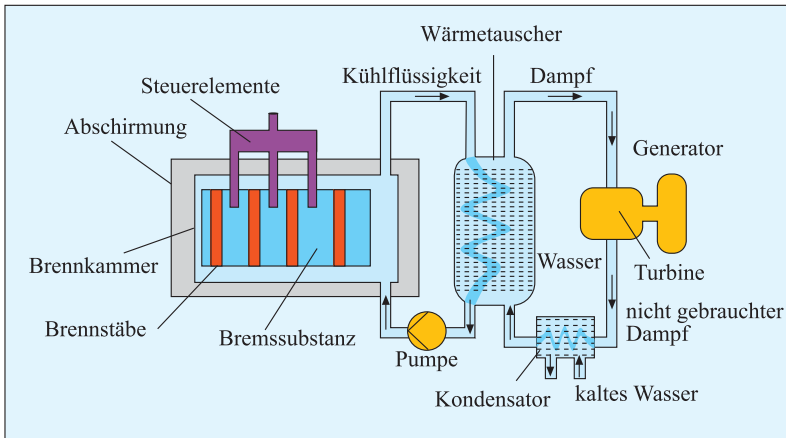 Wärmetauscher
Kühlflüssigkeit
Dampf
Steuerelemente
Abschirmung
Generator
Brennkammer
Wasser
Turbine
Brennstäbe
Bremssubstanz
nicht gebrauchter
Dampf
Pumpe
Kondensator
kaltes Wasser